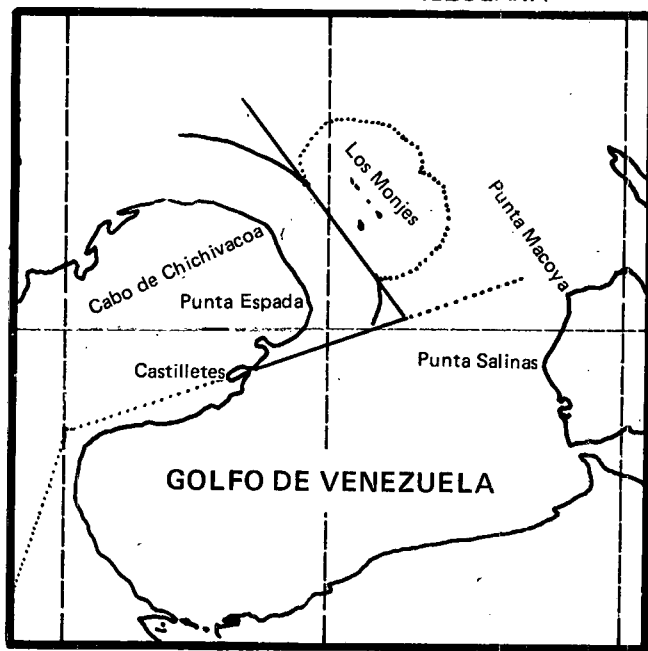 Los Monjes
Punta Macoya
Cabo de Chichivacoa
Punta Espada
Castilletes
Punta Salinas
GOLFO DE VENEZUELA